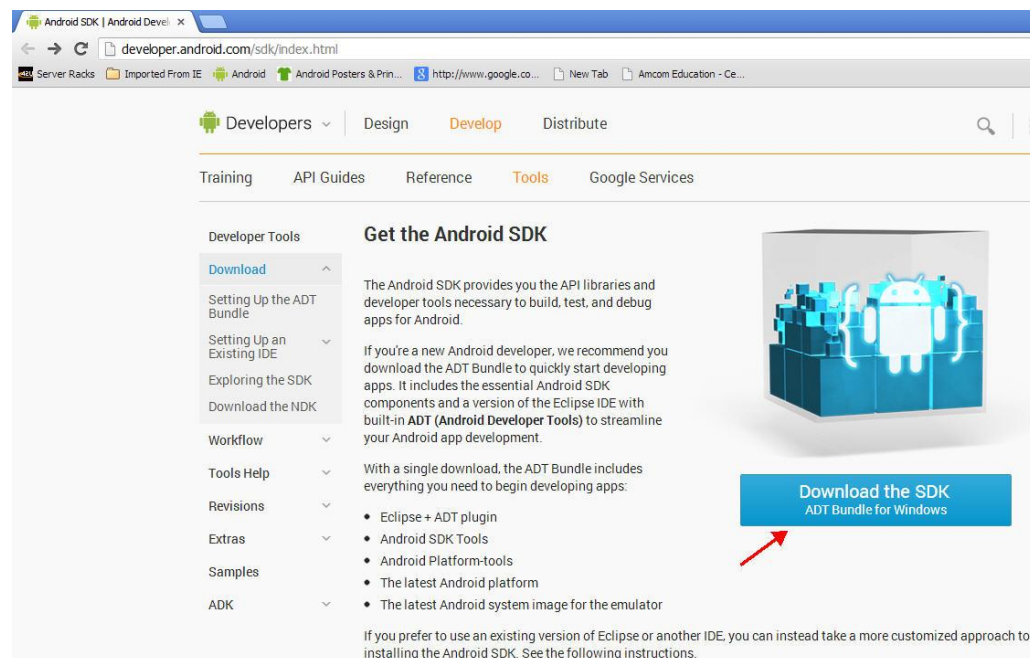 Android SDK | Android Devel
developer.android.com/sdk/index.html
Server Racks Imported From IE Android Android Posters & Prin... http://www.google.co... New Tab Amcom Education - Ce...
Developers Design Develop Distribute
Training API Guides Reference Tools Google Services
Developer Tools
Download
Setting Up the ADT
Bundle
Setting Up an
Existing IDE
Exploring the SDK
Download the NDK
Workflow
Tools Help
Revisions
Extras
Samples
ADK
Get the Android SDK
The Android SDK provides you the API libraries and
developer tools necessary to build, test, and debug
apps for Android.
If you're a new Android developer, we recommend you
download the ADT Bundle to quickly start developing
apps. It includes the essential Android SDK
components and a version of the Eclipse IDE with
built-in ADT (Android Developer Tools) to streamline
your Android app development.
With a single download, the ADT Bundle includes
everything you need to begin developing apps:
• Eclipse + ADT plugin
• Android SDK Tools
• Android Platform-tools
• The latest Android platform
• The latest Android system image for the emulator
If you prefer to use an existing version of Eclipse or another IDE, you can instead take a more customized approach to
installing the Android SDK. See the following instructions.
Download the SDK
ADT Bundle for Windows